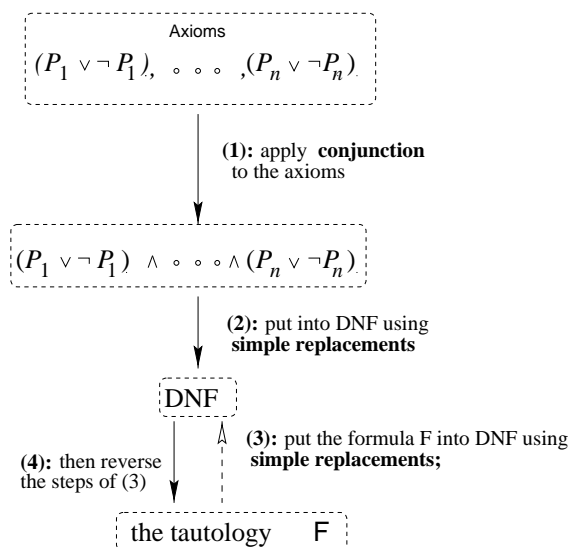 Axioms
(P₁ ∨ ¬ P₁), ∘ ∘ ∘ ,(Pₙ ∨ ¬Pₙ)
(1): apply conjunction
to the axioms
(P₁ ∨ ¬ P₁) ∧ ∘ ∘ ∘ ∧ (Pₙ ∨ ¬Pₙ)
(2): put into DNF using
simple replacements
DNF
(3): put the formula F into DNF using
simple replacements;
(4): then reverse
the steps of (3)
the tautology F